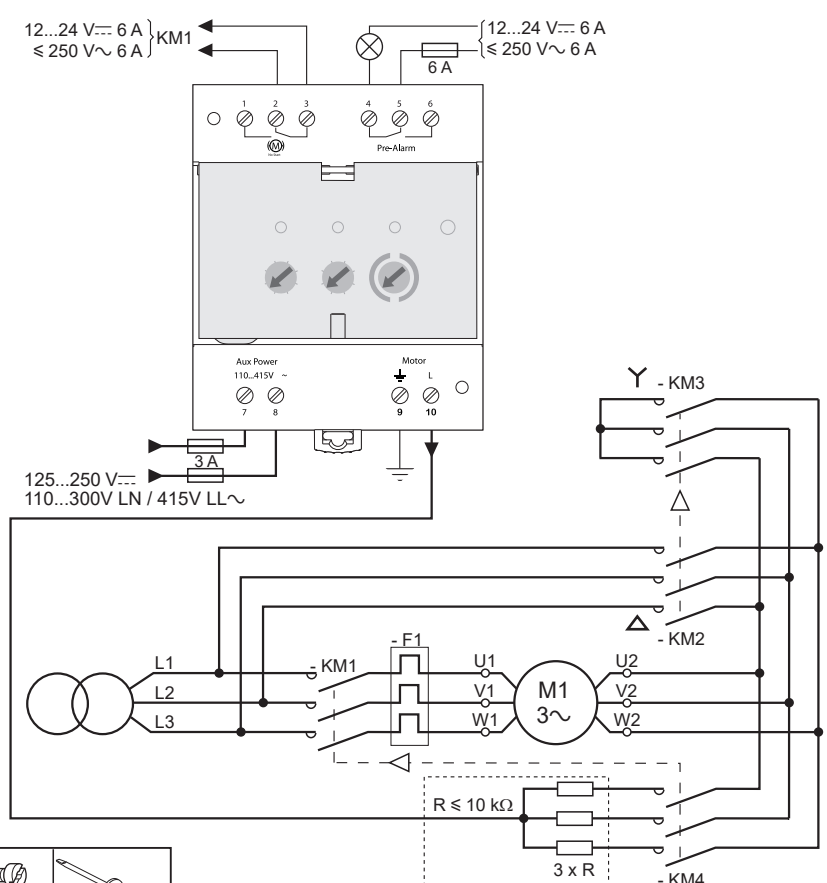 12...24 V⎓ 6 A
≤ 250 V∿ 6 A
KM1
12...24 V⎓ 6 A
≤ 250 V∿ 6 A
6 A
1 2 3 4 5 6
M
Pre-Alarm
Aux Power
110...415V ~
Motor
L
7 8 9 10
3 A
125...250 V⎓
110...300V LN / 415V LL∿
Y - KM3
Δ - KM2
- F1
L1 - KM1 U1 U2
L2 V1 M1 V2
L3 W1 3∿ W2
R ≤ 10 kΩ
3 x R
- KM4